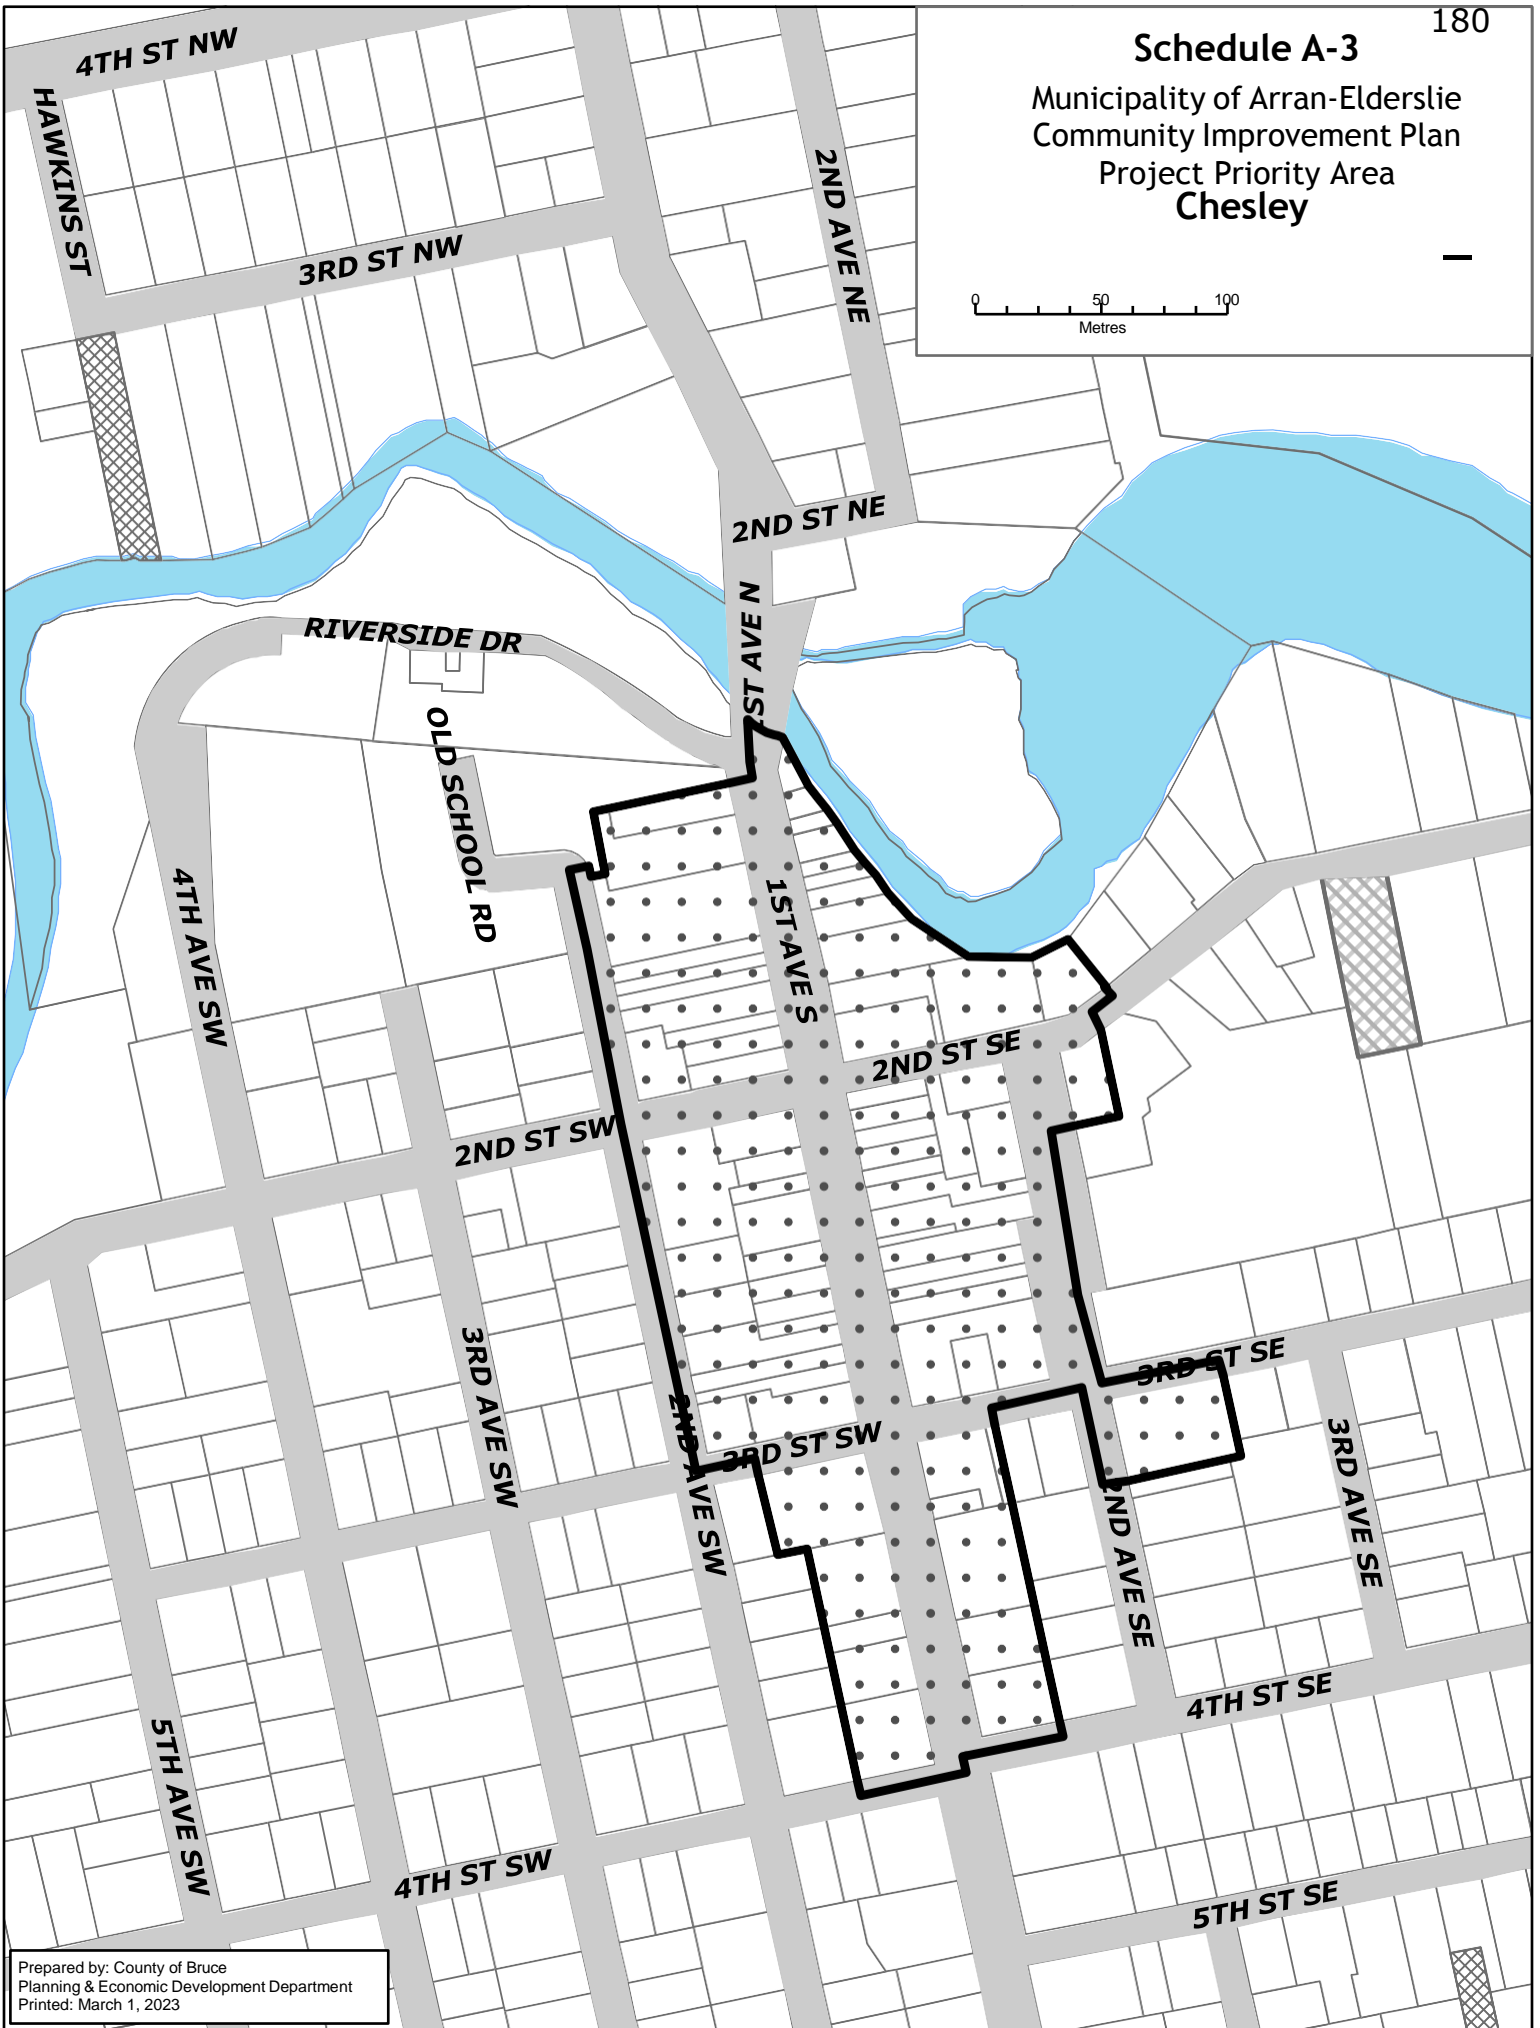 180
Schedule A-3
Municipality of Arran-Elderslie
Community Improvement Plan
Project Priority Area
Chesley
0 50 100
Metres
4TH ST NW
HAWKINS ST
3RD ST NW
2ND AVE NE
2ND ST NE
1ST AVE N
RIVERSIDE DR
OLD SCHOOL RD
4TH AVE SW
1ST AVE S
2ND ST SE
2ND ST SW
3RD AVE SW
3RD ST SE
2ND AVE SW
3RD ST SW
3RD AVE SE
2ND AVE SE
4TH ST SE
5TH AVE SW
4TH ST SW
5TH ST SE
Prepared by: County of Bruce
Planning & Economic Development Department
Printed: March 1, 2023